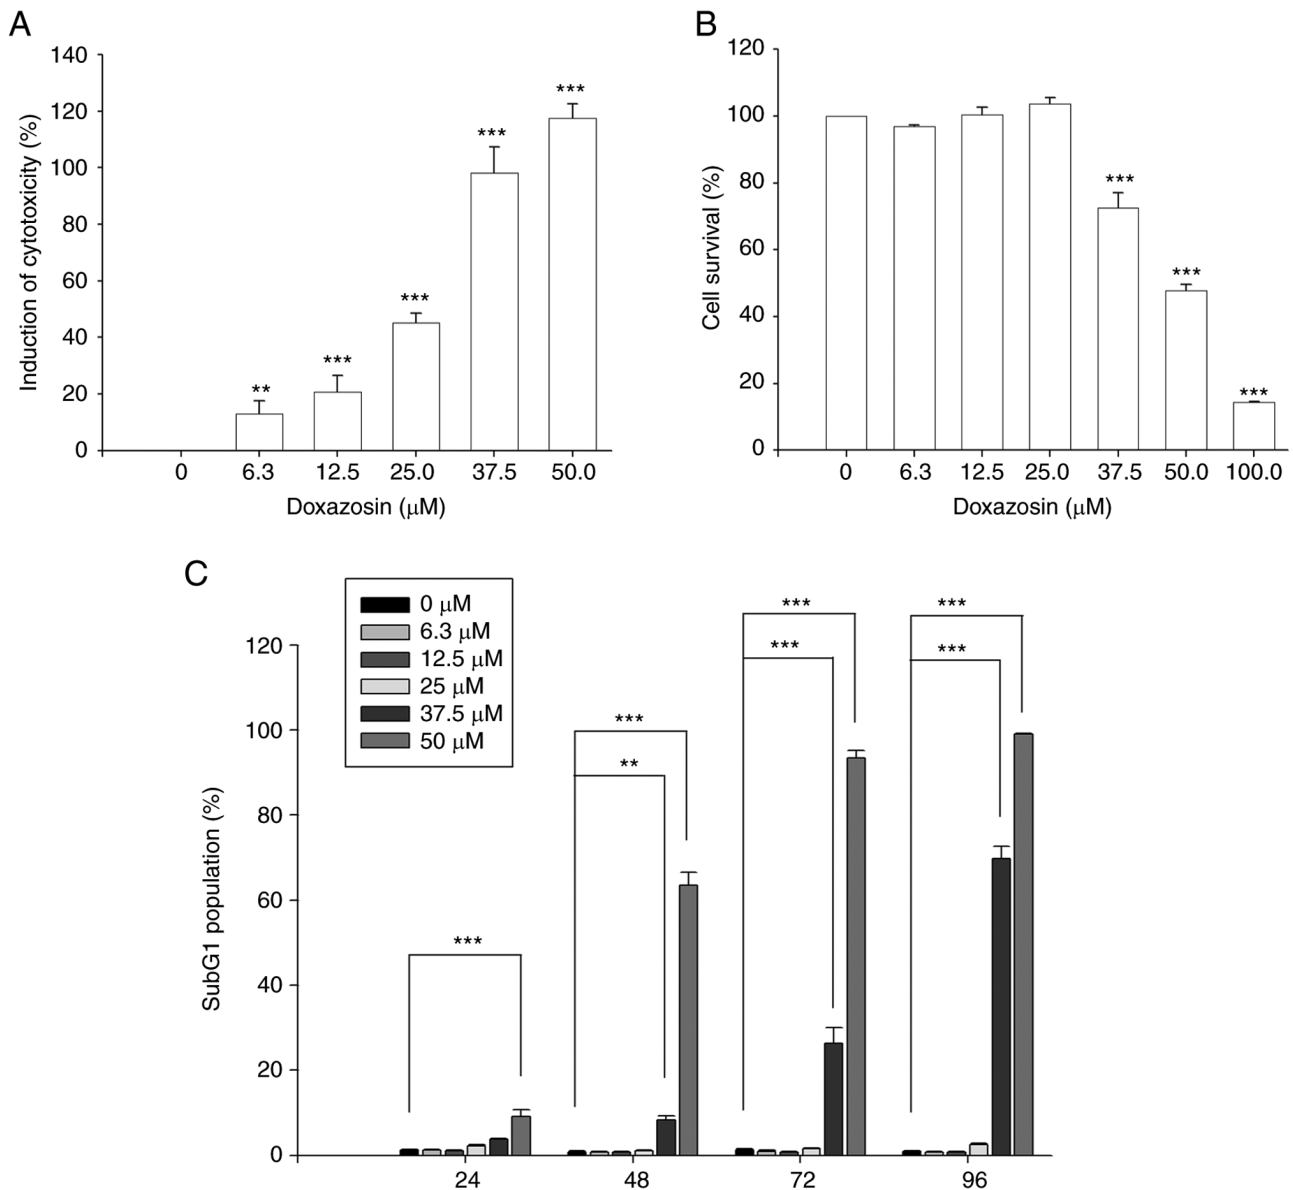 A
Induction of cytotoxicity (%)
140
120
100
80
60
40
20
0
**
***
***
***
***
0 6.3 12.5 25.0 37.5 50.0
Doxazosin (μM)
B
Cell survival (%)
120
100
80
60
40
20
0
***
***
***
0 6.3 12.5 25.0 37.5 50.0 100.0
Doxazosin (μM)
C
0 μM
6.3 μM
12.5 μM
25 μM
37.5 μM
50 μM
SubG1 population (%)
120
100
80
60
40
20
0
***
***
**
***
***
***
***
24 48 72 96